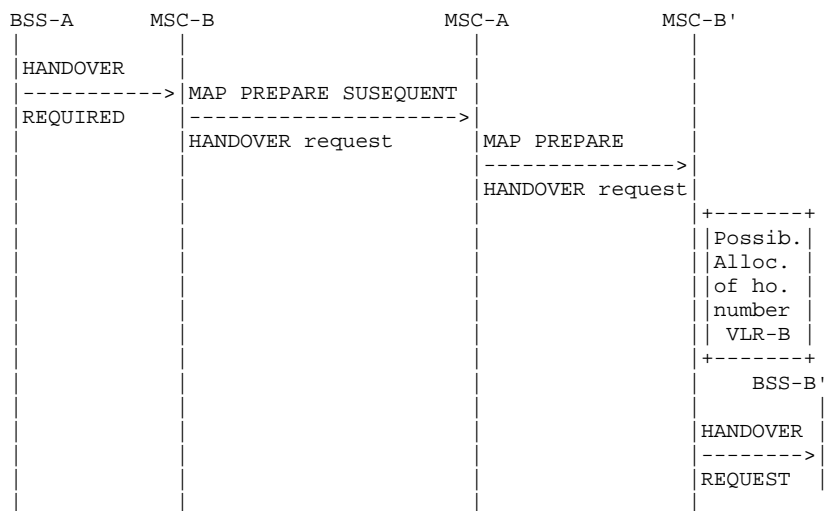 BSS-A MSC-B MSC-A MSC-B'
HANDOVER
MAP PREPARE SUSEQUENT
REQUIRED
HANDOVER request MAP PREPARE
HANDOVER request
Possib.
Alloc.
of ho.
number
VLR-B
BSS-B'
HANDOVER
REQUEST